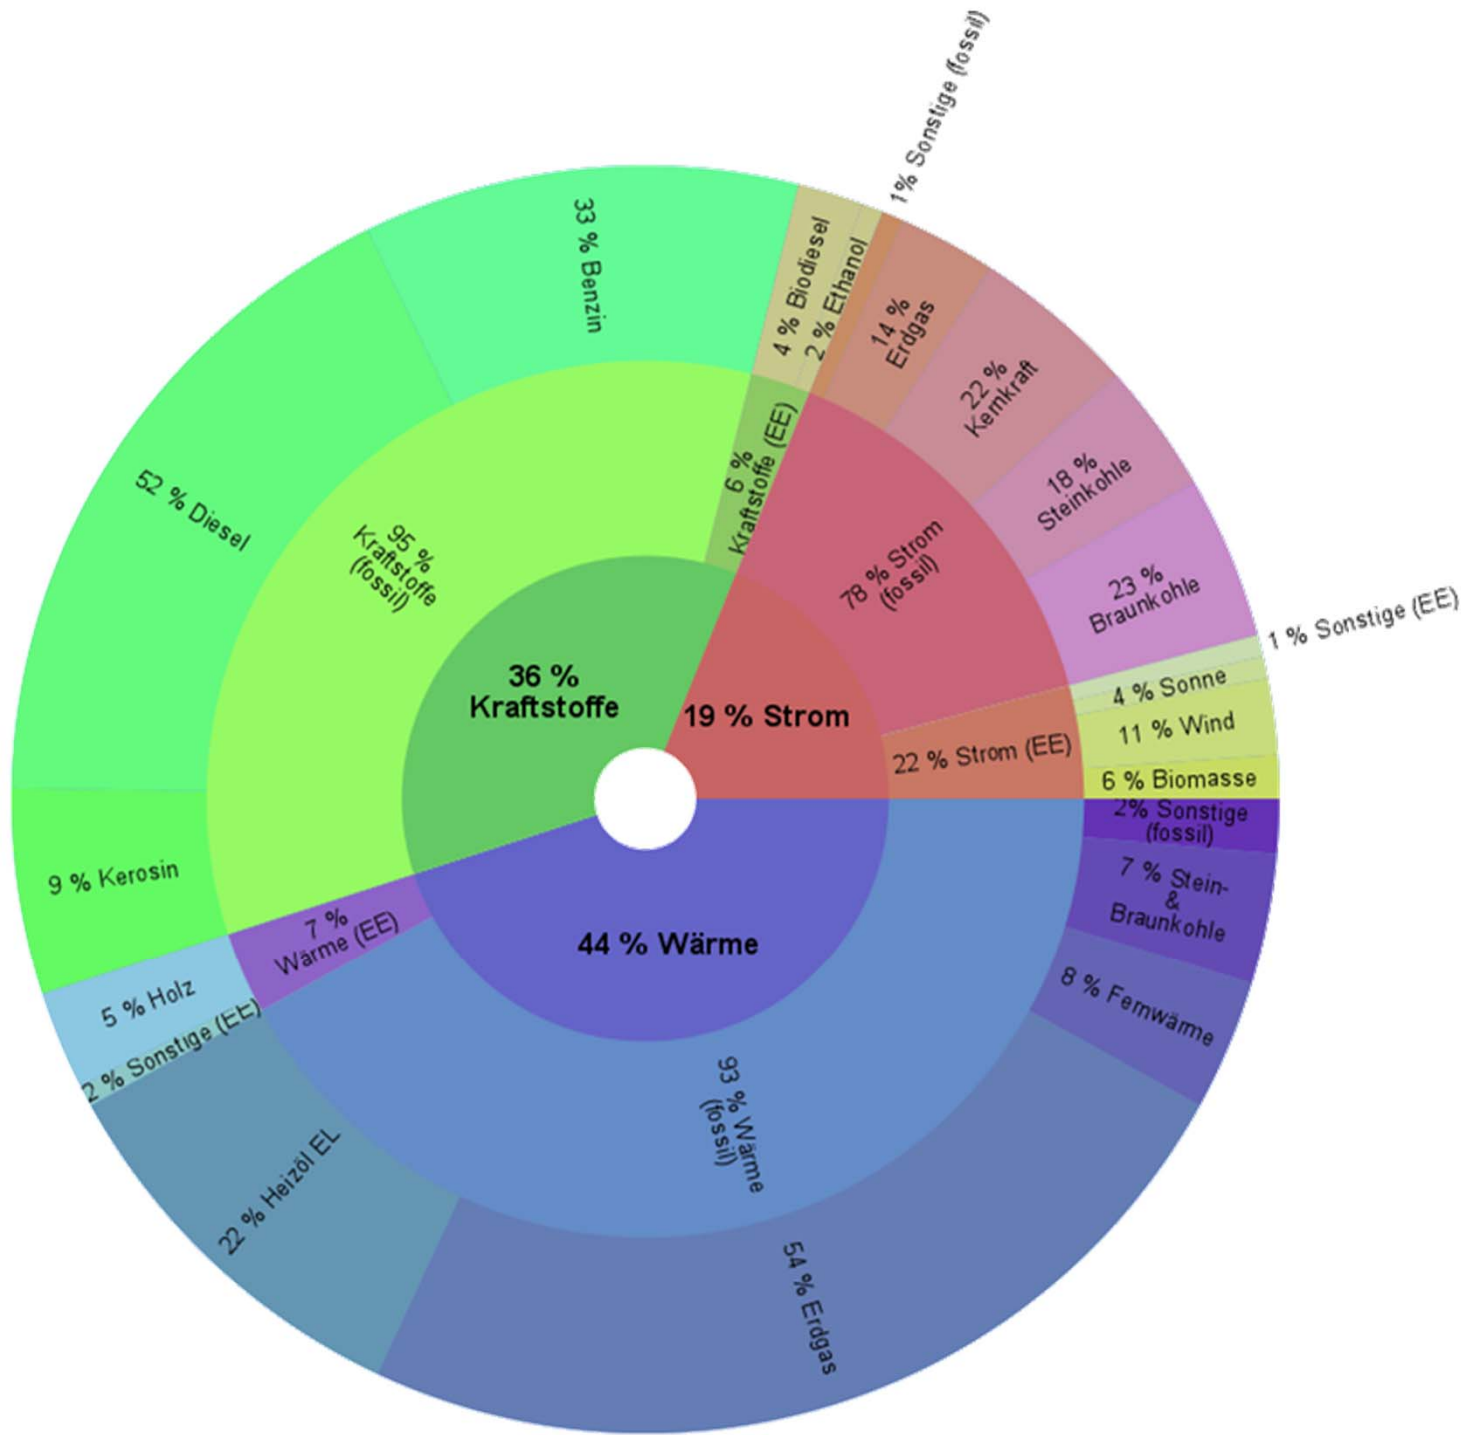 1% Sonstige (fossil)
33 % Benzin
4 % Biodiesel
2 % Ethanol
14 %
Erdgas
22 %
Kernkraft
18 %
Steinkohle
23 %
Braunkohle
1 % Sonstige (EE)
4 % Sonne
11 % Wind
6 % Biomasse
52 % Diesel
95 %
Kraftstoffe
(fossil)
6 %
Kraftstoffe (EE)
78 % Strom
(fossil)
36 %
Kraftstoffe
19 % Strom
22 % Strom (EE)
2% Sonstige
(fossil)
7 % Stein-
&
Braunkohle
8 % Fernwärme
9 % Kerosin
7 %
Wärme (EE)
44 % Wärme
5 % Holz
2 % Sonstige (EE)
93 % Wärme
(fossil)
22 % Heizöl EL
54 % Erdgas